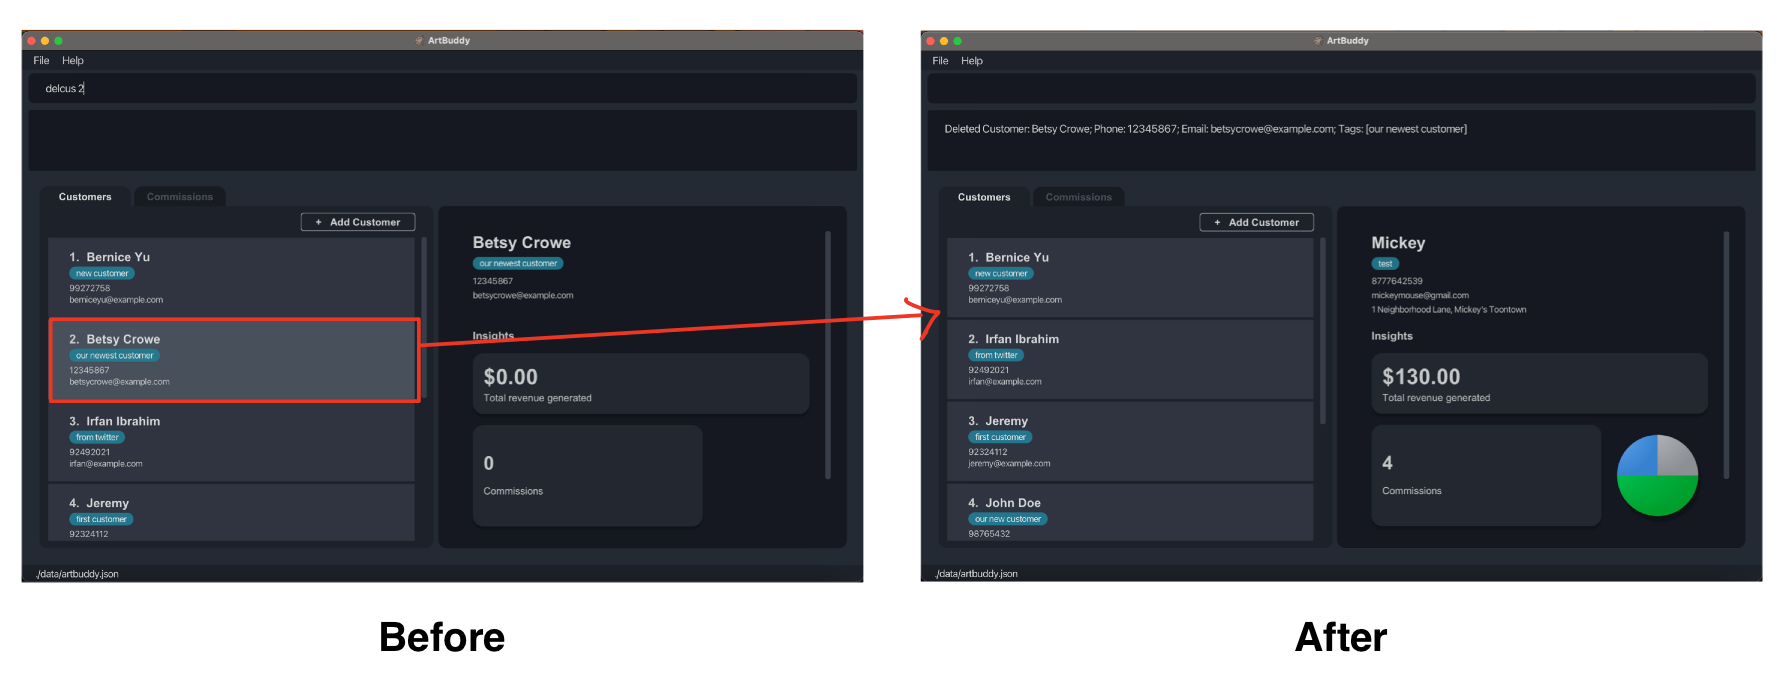 ArtBuddy
File Help
delcus 2
Customers Commissions
+ Add Customer
1. Bernice Yu
new customer
99272758
berniceyu@example.com
2. Betsy Crowe
our newest customer
12345867
betsycrowe@example.com
3. Irfan Ibrahim
from twitter
92492021
irfan@example.com
4. Jeremy
first customer
92324112
Betsy Crowe
our newest customer
12345867
betsycrowe@example.com
Insights
$0.00
Total revenue generated
0
Commissions
./data/artbuddy.json
Before
ArtBuddy
File Help
Deleted Customer: Betsy Crowe; Phone: 12345867; Email: betsycrowe@example.com; Tags: [our newest customer]
Customers Commissions
+ Add Customer
1. Bernice Yu
new customer
99272758
berniceyu@example.com
2. Irfan Ibrahim
from twitter
92492021
irfan@example.com
3. Jeremy
first customer
92324112
jeremy@example.com
4. John Doe
our new customer
98765432
Mickey
test
8777642539
mickeymouse@gmail.com
1 Neighborhood Lane, Mickey's Toontown
Insights
$130.00
Total revenue generated
4
Commissions
./data/artbuddy.json
After